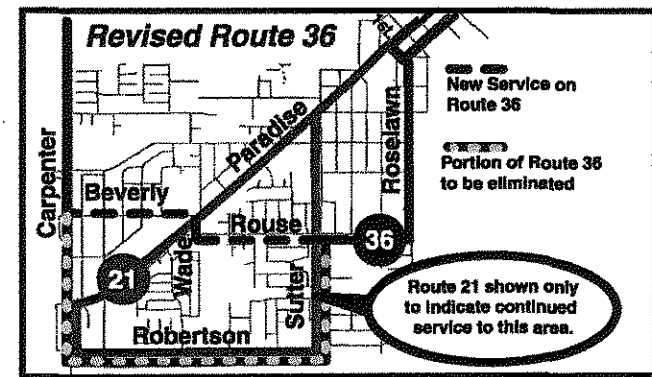 Revised Route 36
New Service on
Route 36
Portion of Route 36
to be eliminated
Carpenter
Beverly
Paradise
Roselawn
Wade
Rouse
36
21
Sutter
Robertson
Route 21 shown only
to indicate continued
service to this area.